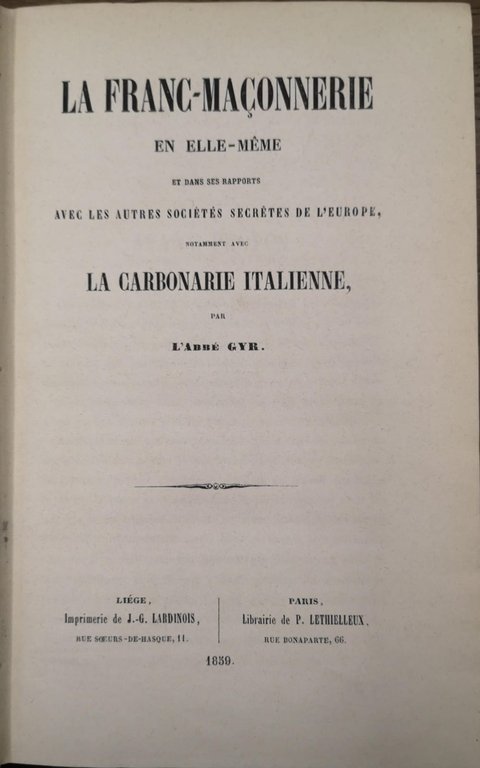 LA FRANC-MAÇONNERIE
EN ELLE-MÊME
ET DANS SES RAPPORTS
AVEC LES AUTRES SOCIÉTÉS SECRÈTES DE L'EUROPE,
NOTAMMENT AVEC
LA CARBONARIE ITALIENNE,
PAR
L'ABBÉ GYR.
LIÉGE,
Imprimerie de J.-G. LARDINOIS,
RUE SŒURS-DE-HASQUE, 11.
PARIS,
Librairie de P. LETHIELLEUX,
RUE BONAPARTE, 66.
1859.